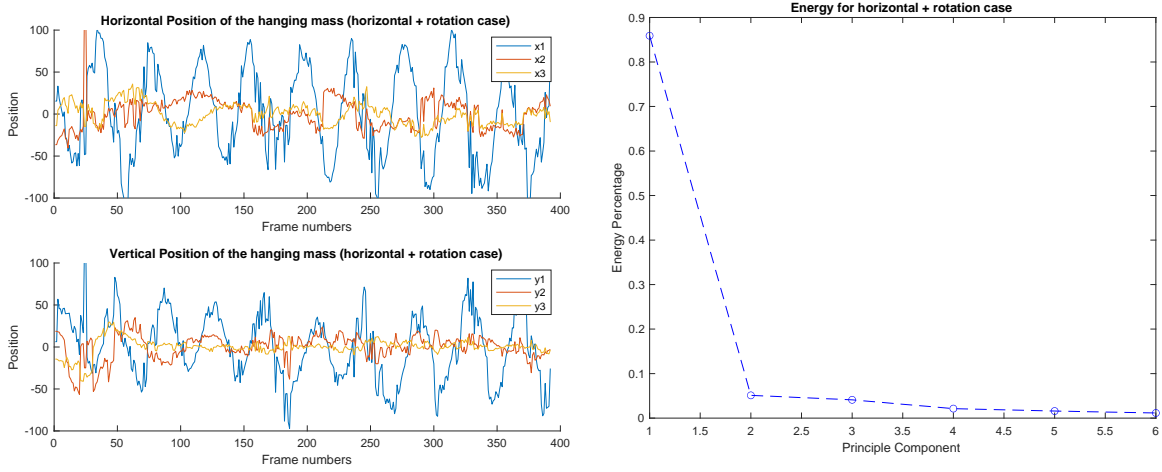 Horizontal Position of the hanging mass (horizontal + rotation case)
100
50
0
-50
-100
Position
x1
x2
x3
0 50 100 150 200 250 300 350 400
Frame numbers
Vertical Position of the hanging mass (horizontal + rotation case)
100
50
0
-50
-100
Position
y1
y2
y3
0 50 100 150 200 250 300 350 400
Frame numbers
Energy for horizontal + rotation case
0.9
0.8
0.7
0.6
0.5
0.4
0.3
0.2
0.1
0
Energy Percentage
1 1.5 2 2.5 3 3.5 4 4.5 5 5.5 6
Principle Component